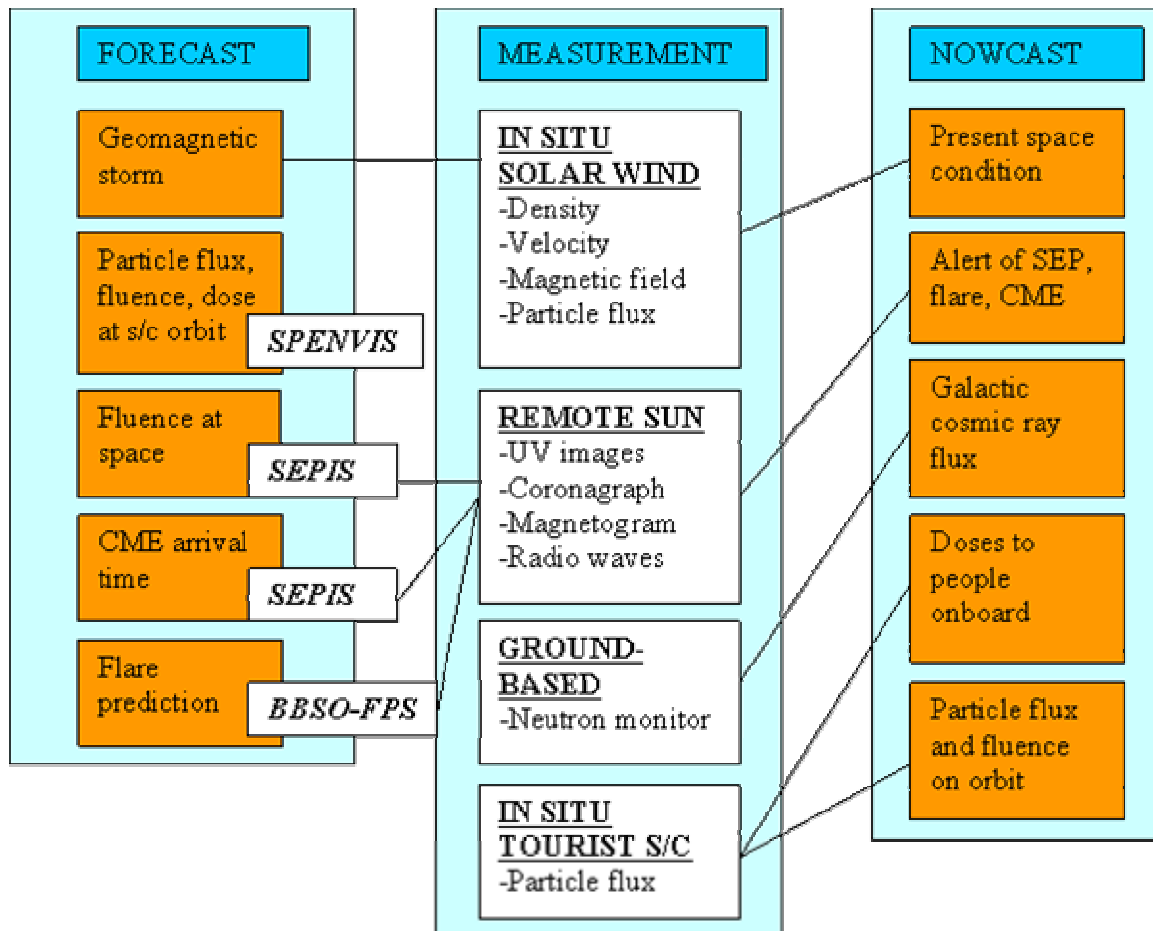 FORECAST
Geomagnetic
storm
Particle flux,
fluence, dose
at s/c orbit
SPENVIS
Fluence at
space
SEPIS
CME arrival
time
SEPIS
Flare
prediction
BBSO-FPS
MEASUREMENT
IN SITU
SOLAR WIND
-Density
-Velocity
-Magnetic field
-Particle flux
REMOTE SUN
-UV images
-Coronagraph
-Magnetogram
-Radio waves
GROUND-
BASED
-Neutron monitor
IN SITU
TOURIST S/C
-Particle flux
NOWCAST
Present space
condition
Alert of SEP,
flare, CME
Galactic
cosmic ray
flux
Doses to
people
onboard
Particle flux
and fluence
on orbit